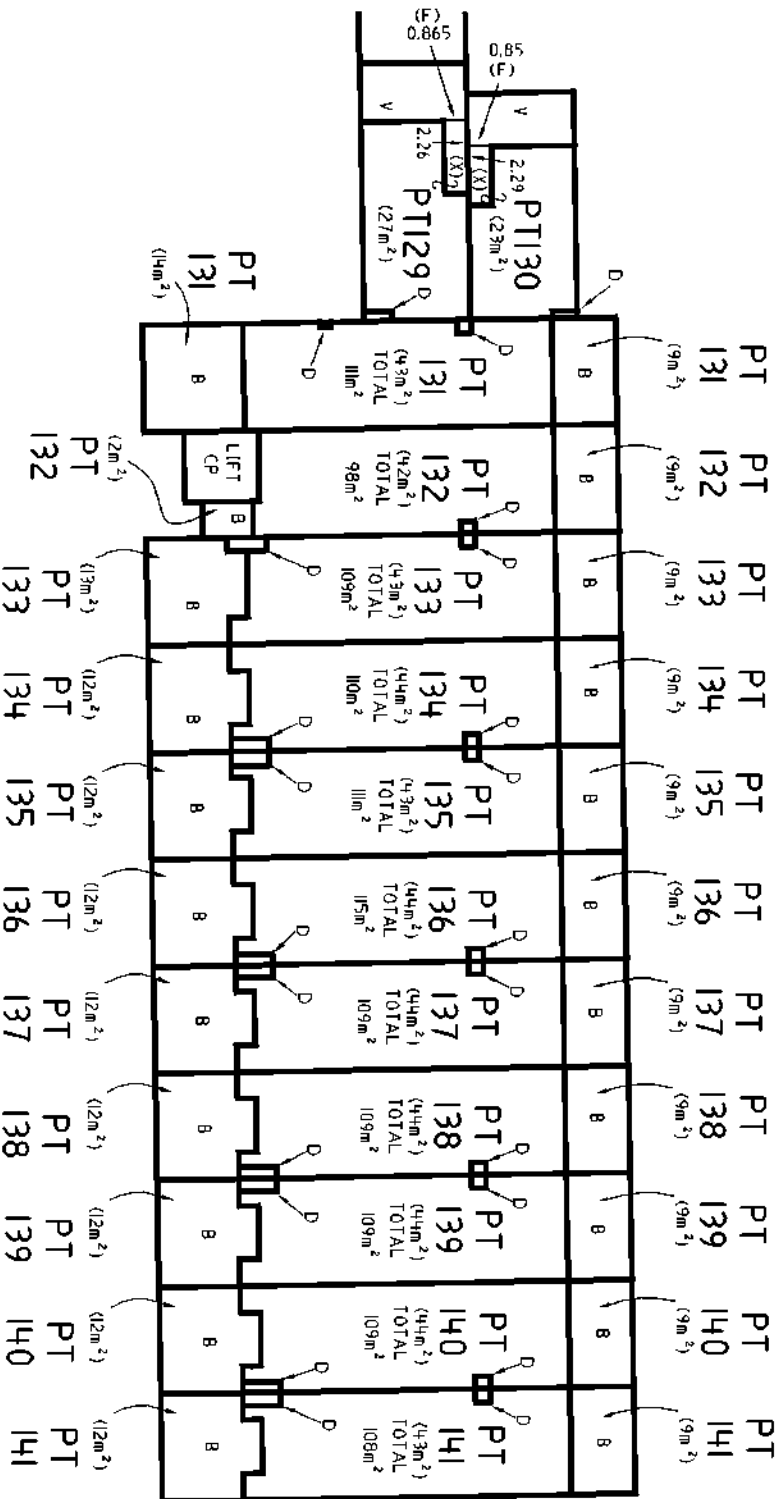 (F)
0.865
0.85
(F)
V
V
2.26
(X)
?
2.29
(X)
?
PT130
(23m²)
PT129
(27m²)
D
D
D
D
PT
131
(14m²)
B
PT
131
(43m²)
TOTAL
111m²
B
PT
131
(9m²)
PT
132
(2m²)
LIFT
CP
B
PT
132
(42m²)
TOTAL
98m²
D
D
B
PT
132
(9m²)
PT
133
(13m²)
B
D
PT
133
(43m²)
TOTAL
109m²
B
PT
133
(9m²)
PT
134
(12m²)
B
D
D
PT
134
(44m²)
TOTAL
110m²
D
D
B
PT
134
(9m²)
PT
135
(12m²)
B
PT
135
(43m²)
TOTAL
111m²
B
PT
135
(9m²)
PT
136
(12m²)
B
D
D
PT
136
(44m²)
TOTAL
115m²
D
D
B
PT
136
(9m²)
PT
137
(12m²)
B
PT
137
(44m²)
TOTAL
109m²
B
PT
137
(9m²)
PT
138
(12m²)
B
D
D
PT
138
(44m²)
TOTAL
109m²
D
D
B
PT
138
(9m²)
PT
139
(12m²)
B
PT
139
(44m²)
TOTAL
109m²
B
PT
139
(9m²)
PT
140
(12m²)
B
D
D
PT
140
(44m²)
TOTAL
109m²
D
D
B
PT
140
(9m²)
PT
141
(12m²)
B
PT
141
(43m²)
TOTAL
108m²
B
PT
141
(9m²)